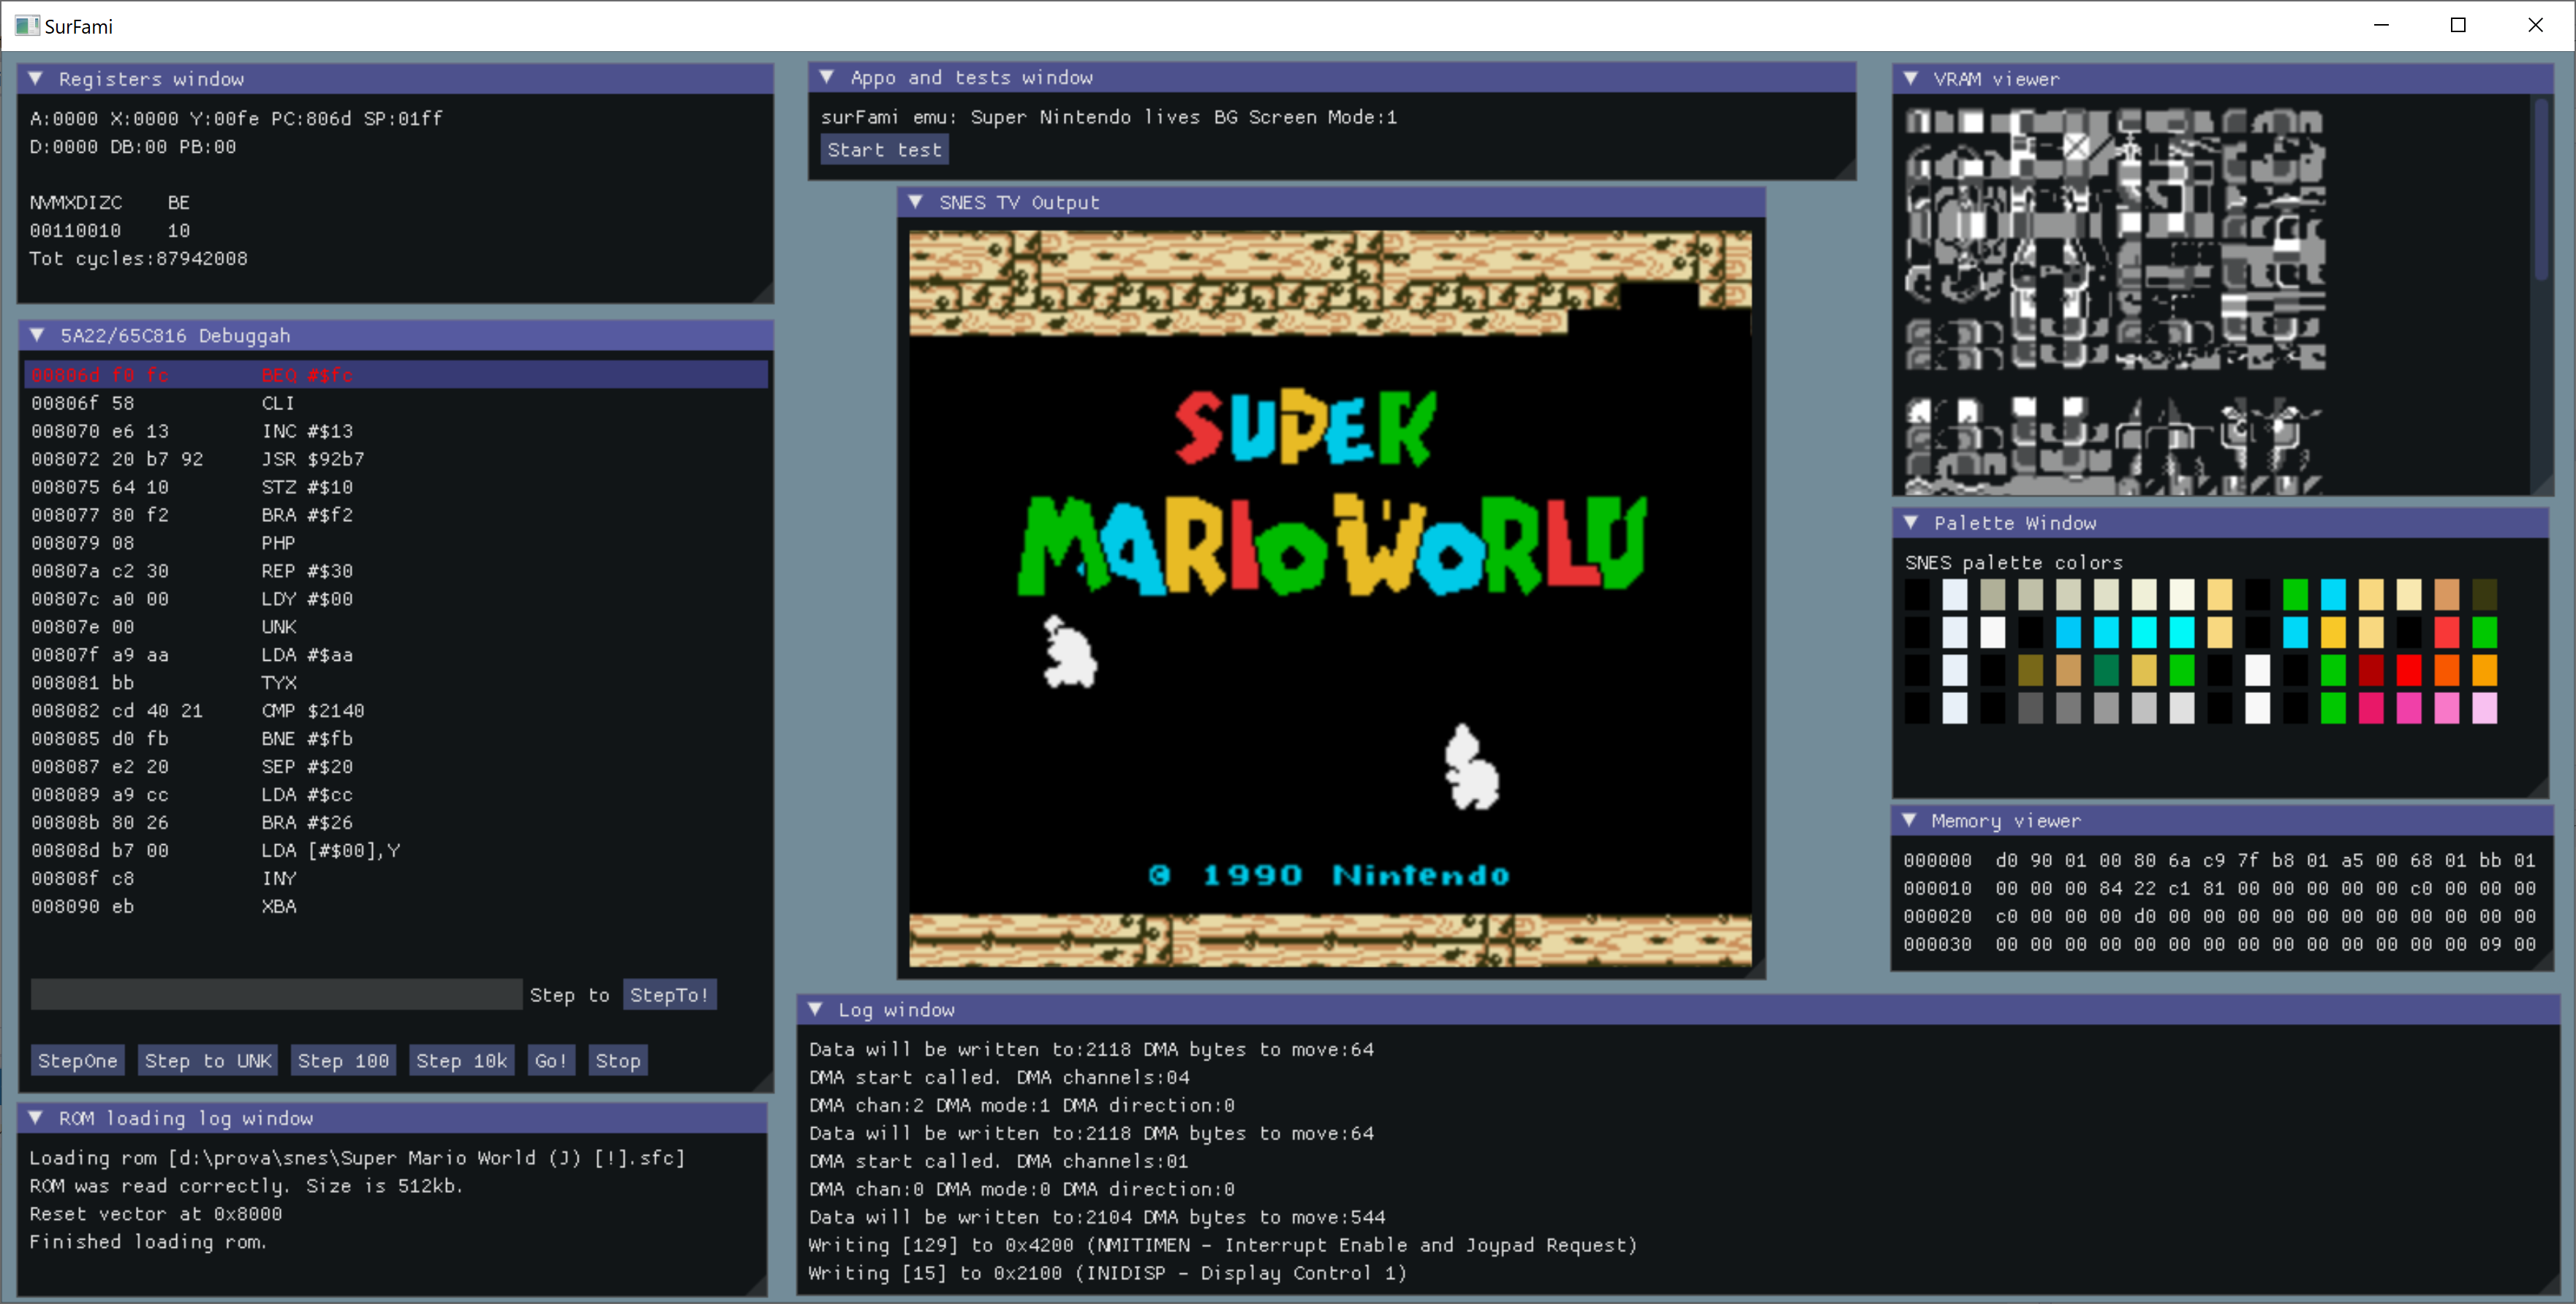 SurFami
Registers window
A:0000 X:0000 Y:00fe PC:806d SP:01ff
D:0000 DB:00 PB:00
NVMXDIZC BE
00110010 10
Tot cycles:87942008
5A22/65C816 Debuggah
00806d f0 fc BEQ #$fc
00806f 58 CLI
008070 e6 13 INC #$13
008072 20 b7 92 JSR $92b7
008075 64 10 STZ #$10
008077 80 f2 BRA #$f2
008079 08 PHP
00807a c2 30 REP #$30
00807c a0 00 LDY #$00
00807e 00 UNK
00807f a9 aa LDA #$aa
008081 bb TYX
008082 cd 40 21 CMP $2140
008085 d0 fb BNE #$fb
008087 e2 20 SEP #$20
008089 a9 cc LDA #$cc
00808b 80 26 BRA #$26
00808d b7 00 LDA [#$00],Y
00808f c8 INY
008090 eb XBA
Step to StepTo!
StepOne Step to UNK Step 100 Step 10k Go! Stop
ROM loading log window
Loading rom [d:\prova\snes\Super Mario World (J) [!].sfc]
ROM was read correctly. Size is 512kb.
Reset vector at 0x8000
Finished loading rom.
Appo and tests window
surFami emu: Super Nintendo lives BG Screen Mode:1
Start test
SNES TV Output
SUPER
MARIO WORLD
© 1990 Nintendo
Log window
Data will be written to:2118 DMA bytes to move:64
DMA start called. DMA channels:04
DMA chan:2 DMA mode:1 DMA direction:0
Data will be written to:2118 DMA bytes to move:64
DMA start called. DMA channels:01
DMA chan:0 DMA mode:0 DMA direction:0
Data will be written to:2104 DMA bytes to move:544
Writing [129] to 0x4200 (NMITIMEN - Interrupt Enable and Joypad Request)
Writing [15] to 0x2100 (INIDISP - Display Control 1)
VRAM viewer
Palette Window
SNES palette colors
Memory viewer
000000 d0 90 01 00 80 6a c9 7f b8 01 a5 00 68 01 bb 01
000010 00 00 00 84 22 c1 81 00 00 00 00 00 c0 00 00 00
000020 c0 00 00 00 d0 00 00 00 00 00 00 00 00 00 00 00
000030 00 00 00 00 00 00 00 00 00 00 00 00 00 00 09 00